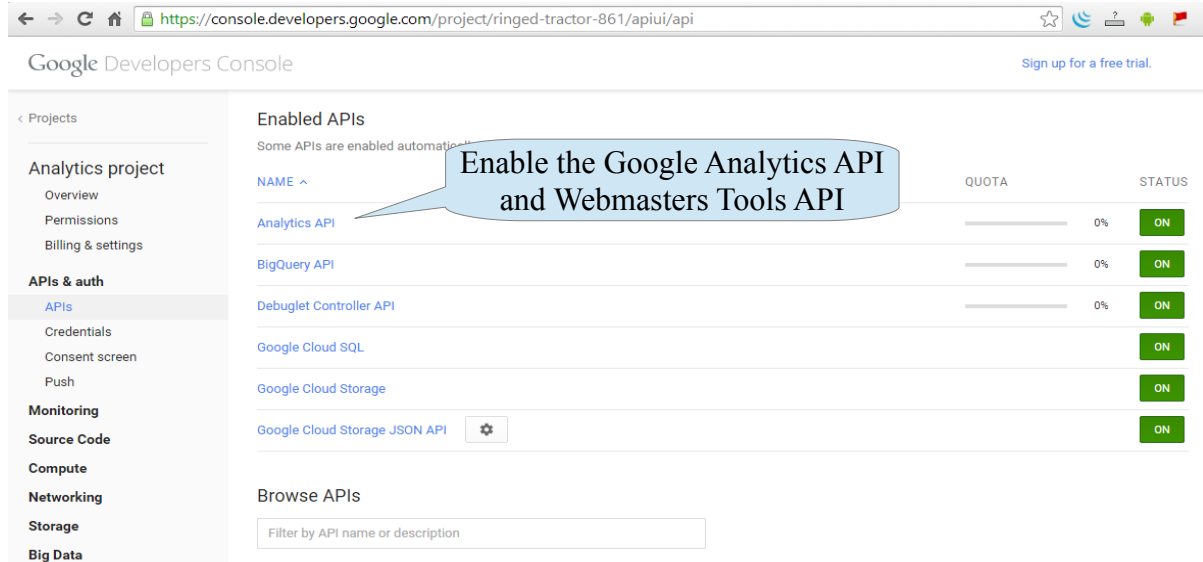 https://console.developers.google.com/project/ringed-tractor-861/apiui/api
?
Google Developers Console
Sign up for a free trial.
< Projects
Analytics project
Overview
Permissions
Billing & settings
APIs & auth
APIs
Credentials
Consent screen
Push
Monitoring
Source Code
Compute
Networking
Storage
Big Data
Enabled APIs
Some APIs are enabled
Enable the Google Analytics API
and Webmasters Tools API
NAME QUOTA STATUS
Analytics API 0% ON
BigQuery API 0% ON
Debuglet Controller API 0% ON
Google Cloud SQL ON
Google Cloud Storage ON
Google Cloud Storage JSON API ON
Browse APIs
Filter by API name or description